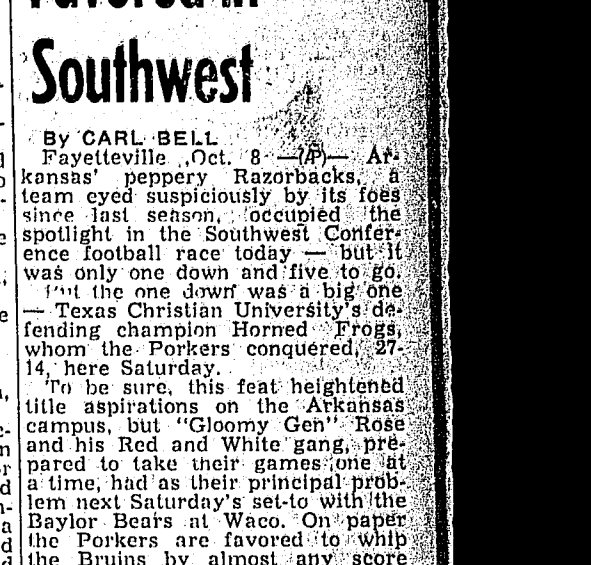 Favored in
Southwest
By CARL BELL
Fayetteville, Oct. 8 —(AP)— Ar-
kansas' peppery Razorbacks, a
team eyed suspiciously by its foes
since last season, occupied the
spotlight in the Southwest Confer-
ence football race today — but it
was only one down and five to go.
But the one down was a big one
— Texas Christian University's de-
fending champion Horned Frogs,
whom the Porkers conquered, 27-
14, here Saturday.
To be sure, this feat heightened
title aspirations on the Arkansas
campus, but "Gloomy Gen" Rose
and his Red and White gang, pre-
pared to take their games one at
a time, had as their principal prob-
lem next Saturday's set-to with the
Baylor Bears at Waco. On paper
the Porkers are favored to whip
the Bruins by almost any score